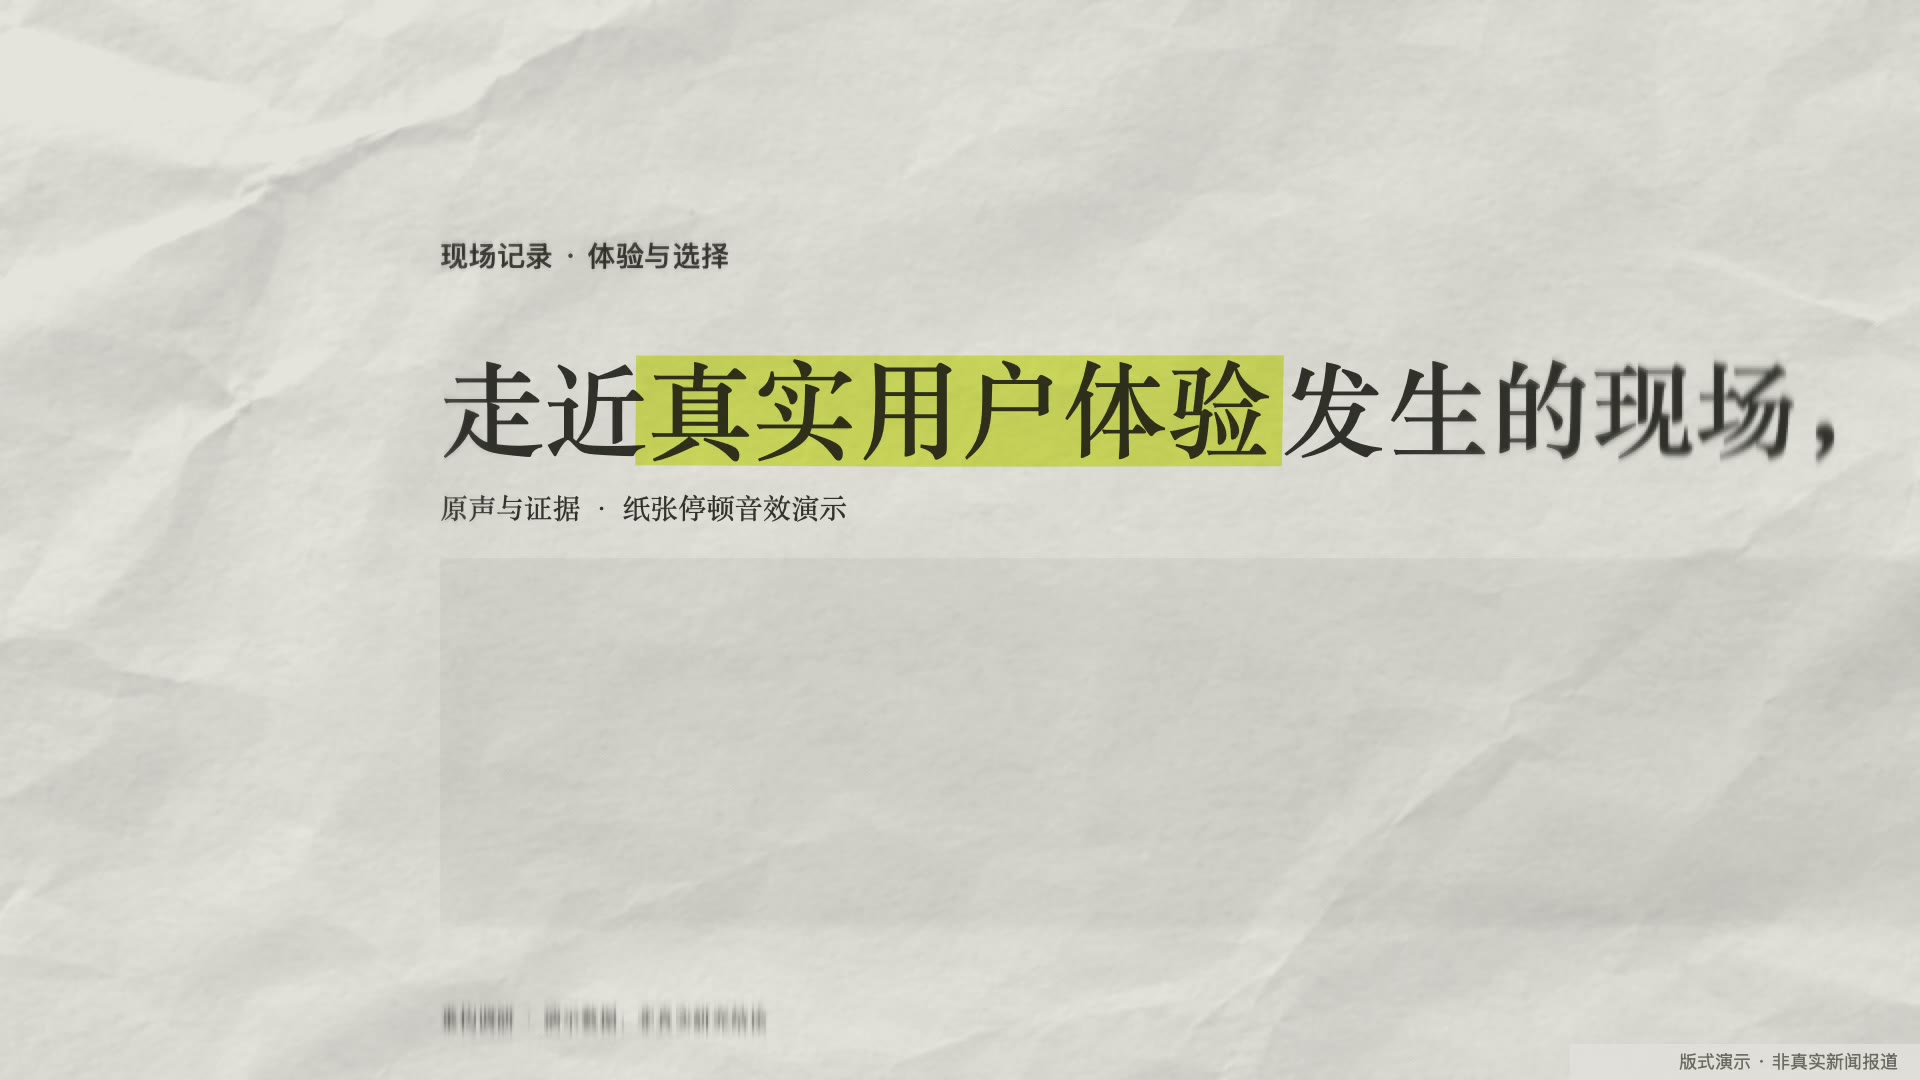 现场记录 · 体验与选择
走近真实用户体验发生的现场，
原声与证据 · 纸张停顿音效演示
版式演示 · 非真实新闻报道